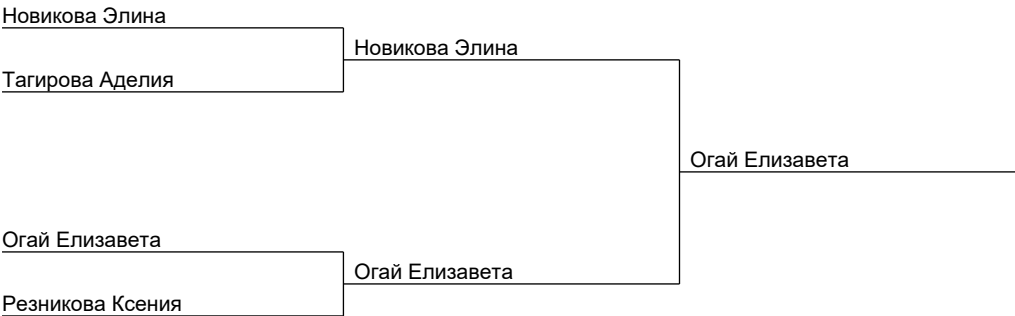 Новикова Элина
Новикова Элина
Тагирова Аделия
Огай Елизавета
Огай Елизавета
Огай Елизавета
Резникова Ксения